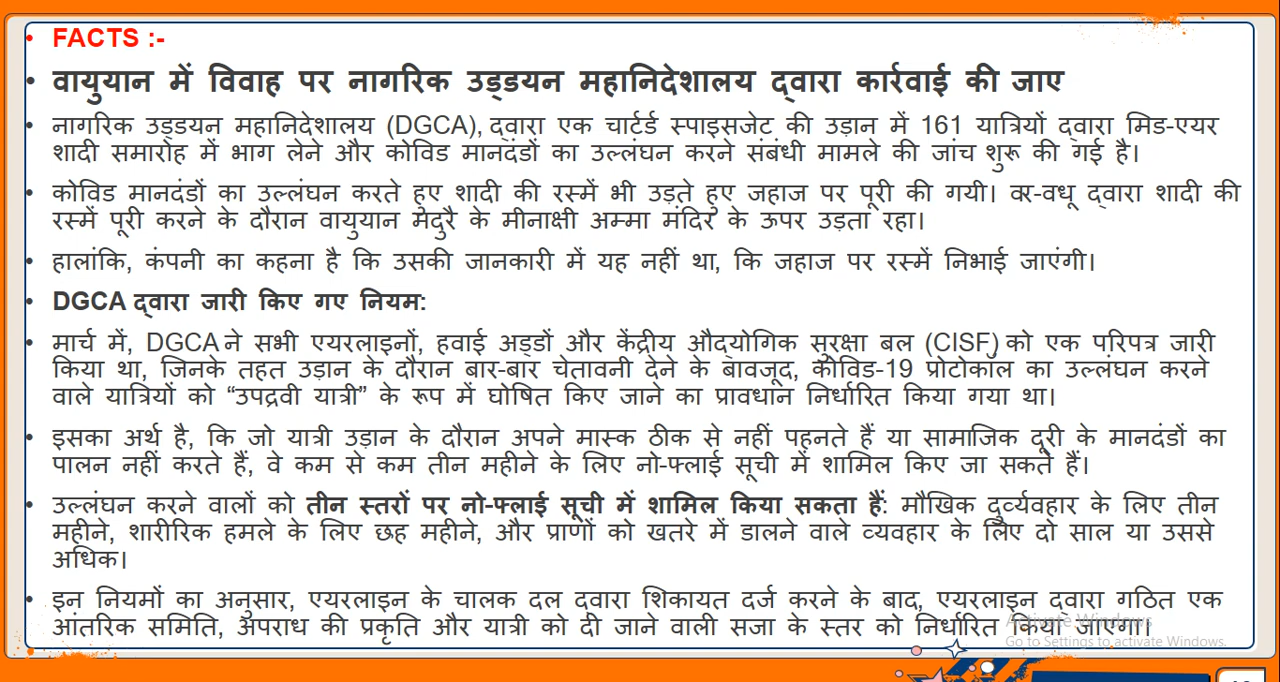 • FACTS :-
• वायुयान में विवाह पर नागरिक उड्डयन महानिदेशालय द्वारा कार्रवाई की जाए
• नागरिक उड्डयन महानिदेशालय (DGCA), द्वारा एक चार्टर्ड स्पाइसजेट की उड़ान में 161 यात्रियों द्वारा मिड-एयर
शादी समारोह में भाग लेने और कोविड मानदंडों का उल्लंघन करने संबंधी मामले की जांच शुरू की गई है।
• कोविड मानदंडों का उल्लंघन करते हुए शादी की रस्में भी उड़ते हुए जहाज पर पूरी की गयी। वर-वधू द्वारा शादी की
रस्में पूरी करने के दौरान वायुयान मदुरै के मीनाक्षी अम्मा मंदिर के ऊपर उड़ता रहा।
• हालांकि, कंपनी का कहना है कि उसकी जानकारी में यह नहीं था, कि जहाज पर रस्में निभाई जाएंगी।
• DGCA द्वारा जारी किए गए नियम:
• मार्च में, DGCA ने सभी एयरलाइनों, हवाई अड्डों और केंद्रीय औद्योगिक सुरक्षा बल (CISF) को एक परिपत्र जारी
किया था, जिनके तहत उड़ान के दौरान बार-बार चेतावनी देने के बावजूद, कोविड-19 प्रोटोकॉल का उल्लंघन करने
वाले यात्रियों को “उपद्रवी यात्री” के रूप में घोषित किए जाने का प्रावधान निर्धारित किया गया था।
• इसका अर्थ है, कि जो यात्री उड़ान के दौरान अपने मास्क ठीक से नहीं पहनते हैं या सामाजिक दूरी के मानदंडों का
पालन नहीं करते हैं, वे कम से कम तीन महीने के लिए नो-फ्लाई सूची में शामिल किए जा सकते हैं।
• उल्लंघन करने वालों को तीन स्तरों पर नो-फ्लाई सूची में शामिल किया सकता हैं: मौखिक दुर्व्यवहार के लिए तीन
महीने, शारीरिक हमले के लिए छह महीने, और प्राणों को खतरे में डालने वाले व्यवहार के लिए दो साल या उससे
अधिक।
• इन नियमों का अनुसार, एयरलाइन के चालक दल द्वारा शिकायत दर्ज करने के बाद, एयरलाइन द्वारा गठित एक
आंतरिक समिति, अपराध की प्रकृति और यात्री को दी जाने वाली सजा के स्तर को निर्धारित किया जाएगा।
Activate Windows
Go to Settings to activate Windows.